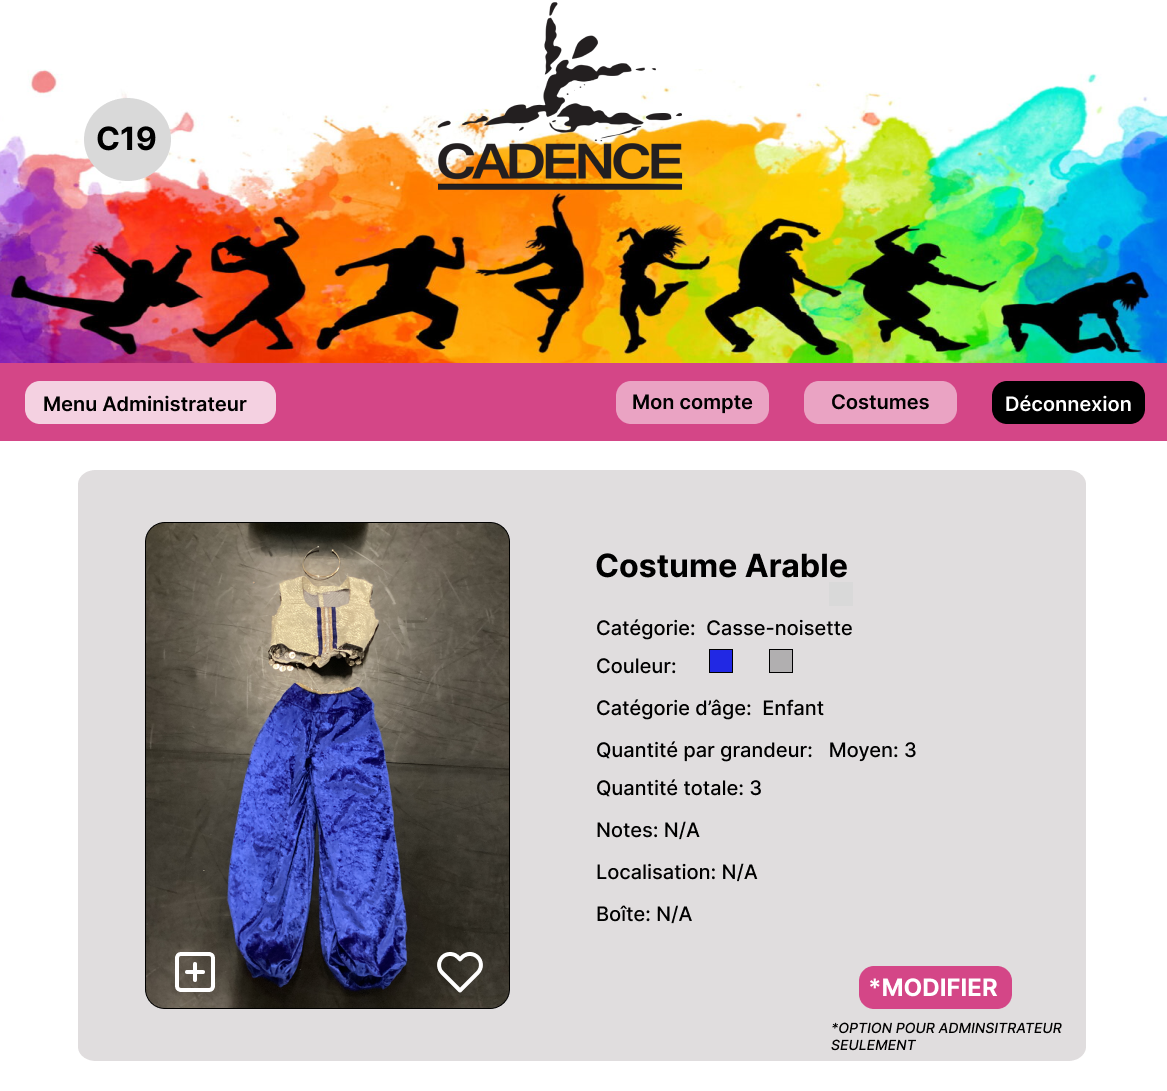 C19
CADENCE
Menu Administrateur
Mon compte
Costumes
Déconnexion
Costume Arable
Catégorie: Casse-noisette
Couleur:
Catégorie d’âge: Enfant
Quantité par grandeur: Moyen: 3
Quantité totale: 3
Notes: N/A
Localisation: N/A
Boîte: N/A
*MODIFIER
*OPTION POUR ADMINSITRATEUR
SEULEMENT